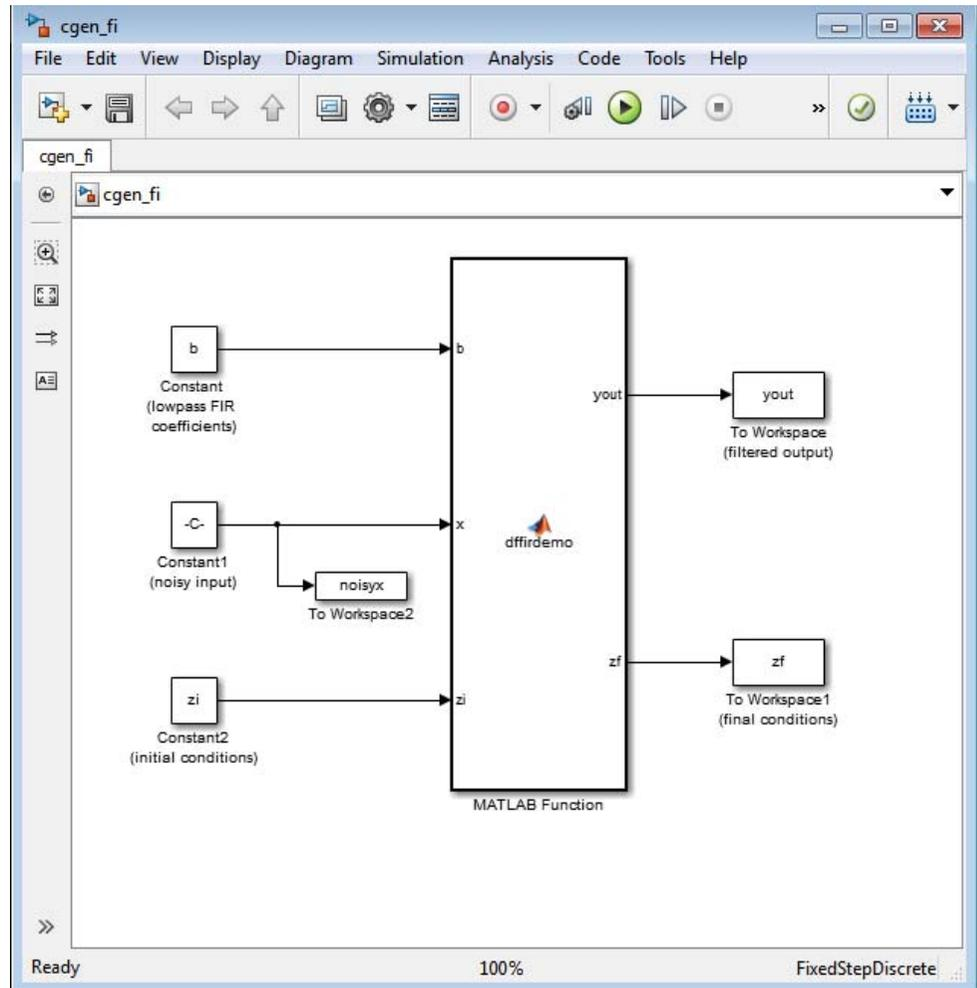 cgen_fi
File Edit View Display Diagram Simulation Analysis Code Tools Help
cgen_fi
cgen_fi
b
Constant
(lowpass FIR
coefficients)
b
yout
yout
To Workspace
(filtered output)
-C-
Constant1
(noisy input)
x
dffirdemo
noisyx
To Workspace2
zi
Constant2
(initial conditions)
zi
zf
zf
To Workspace1
(final conditions)
MATLAB Function
Ready 100% FixedStepDiscrete